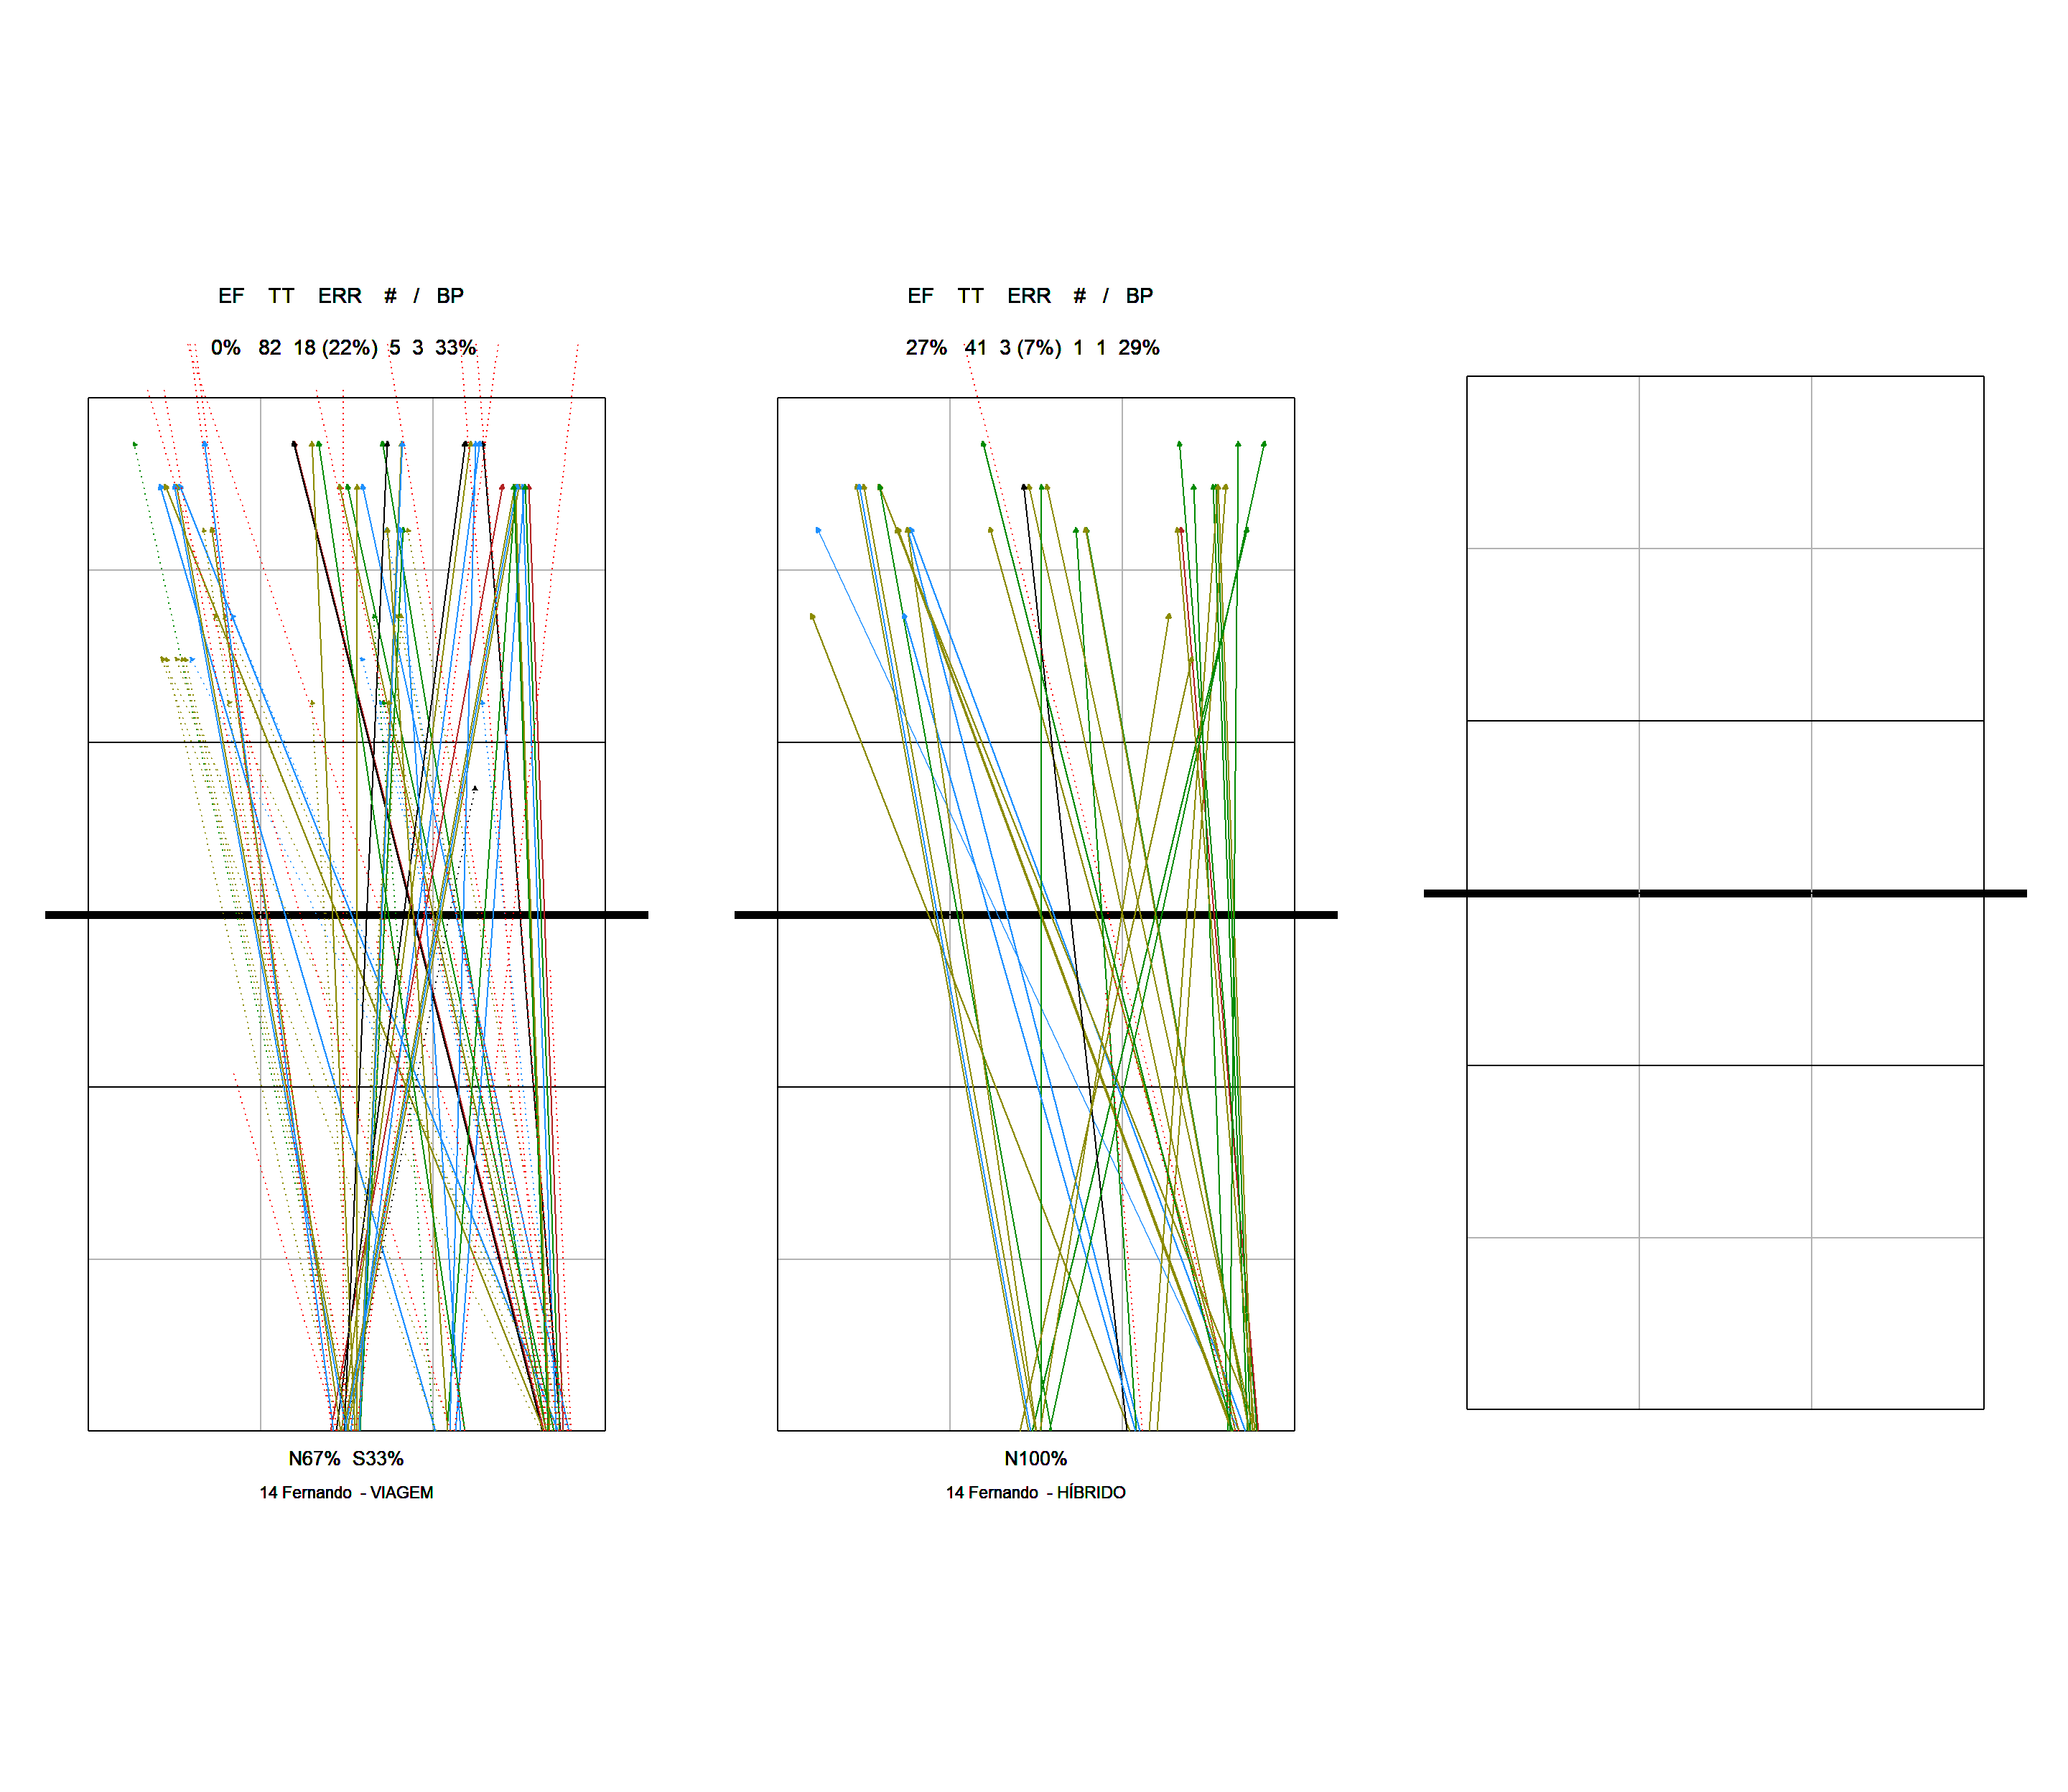 EF TT ERR # / BP
0% 82 18 (22%) 5 3 33%
N67% S33%
14 Fernando - VIAGEM
EF TT ERR # / BP
27% 41 3 (7%) 1 1 29%
N100%
14 Fernando - HÍBRIDO